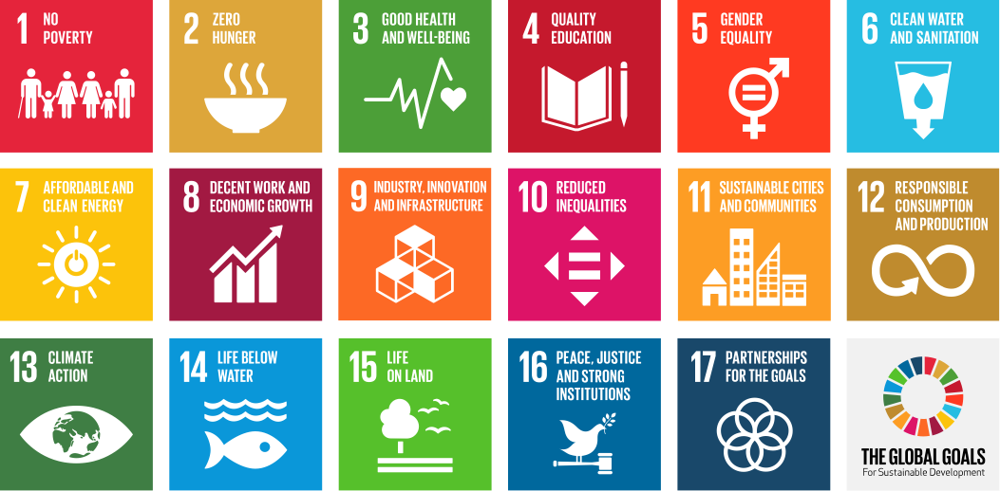 1 NO
POVERTY
2 ZERO
HUNGER
3 GOOD HEALTH
AND WELL-BEING
4 QUALITY
EDUCATION
5 GENDER
EQUALITY
6 CLEAN WATER
AND SANITATION
7 AFFORDABLE AND
CLEAN ENERGY
8 DECENT WORK AND
ECONOMIC GROWTH
9 INDUSTRY, INNOVATION
AND INFRASTRUCTURE
10 REDUCED
INEQUALITIES
11 SUSTAINABLE CITIES
AND COMMUNITIES
12 RESPONSIBLE
CONSUMPTION
AND PRODUCTION
13 CLIMATE
ACTION
14 LIFE BELOW
WATER
15 LIFE
ON LAND
16 PEACE, JUSTICE
AND STRONG
INSTITUTIONS
17 PARTNERSHIPS
FOR THE GOALS
THE GLOBAL GOALS
For Sustainable Development